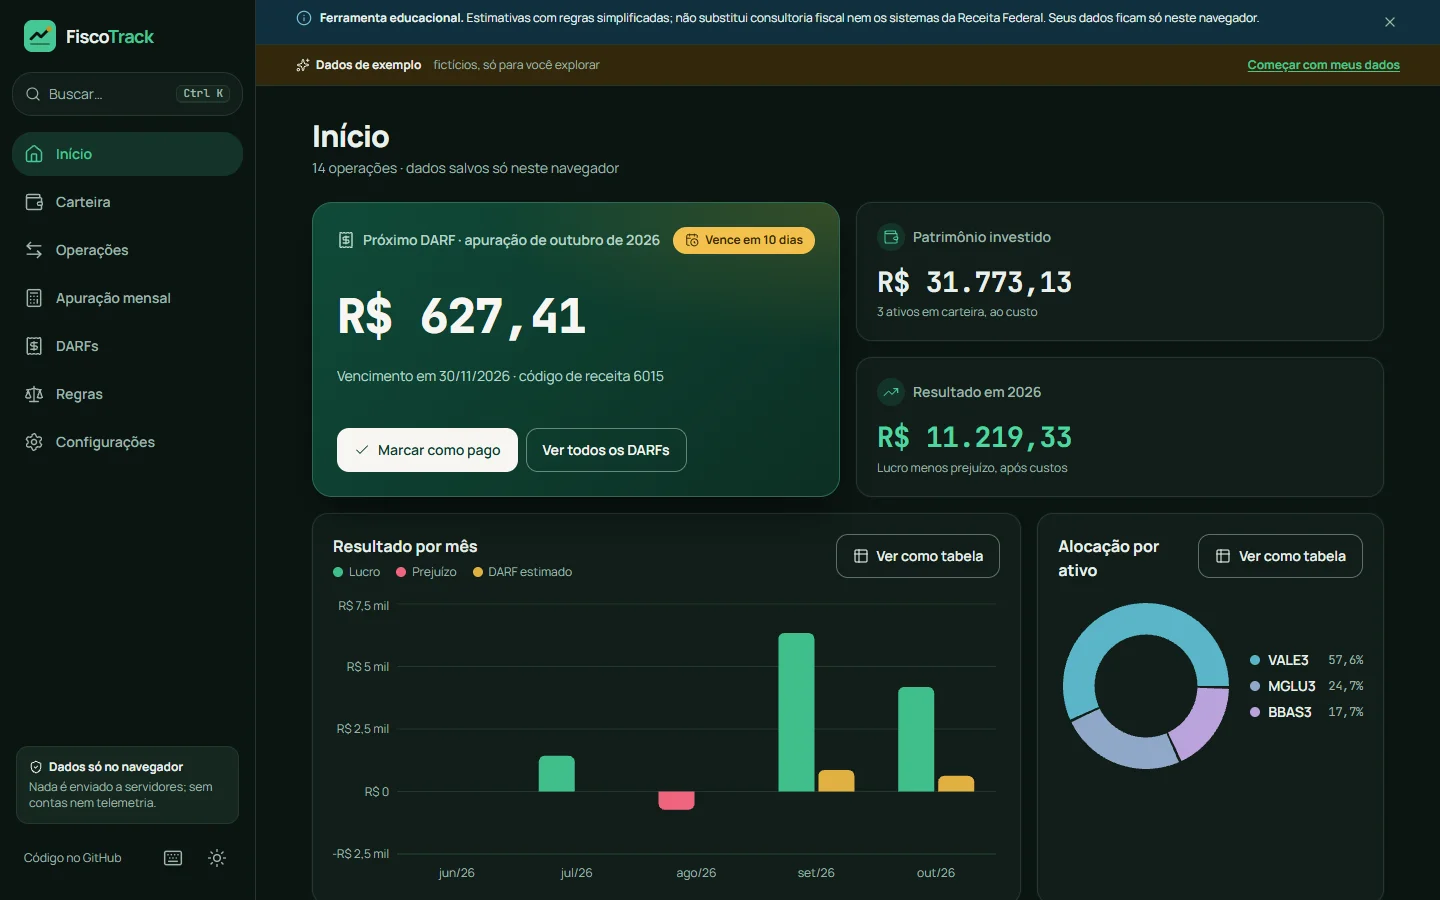 FiscoTrack
Buscar...
Ctrl K
Início
Carteira
Operações
Apuração mensal
DARFs
Regras
Configurações
Dados só no navegador
Nada é enviado a servidores; sem
contas nem telemetria.
Código no GitHub
Ferramenta educacional. Estimativas com regras simplificadas; não substitui consultoria fiscal nem os sistemas da Receita Federal. Seus dados ficam só neste navegador.
Dados de exemplo fictícios, só para você explorar
Começar com meus dados
Início
14 operações · dados salvos só neste navegador
Próximo DARF · apuração de outubro de 2026
Vence em 10 dias
R$ 627,41
Vencimento em 30/11/2026 · código de receita 6015
Marcar como pago
Ver todos os DARFs
Patrimônio investido
R$ 31.773,13
3 ativos em carteira, ao custo
Resultado em 2026
R$ 11.219,33
Lucro menos prejuízo, após custos
Resultado por mês
Lucro
Prejuízo
DARF estimado
Ver como tabela
R$ 7,5 mil
R$ 5 mil
R$ 2,5 mil
R$ 0
-R$ 2,5 mil
jun/26
jul/26
ago/26
set/26
out/26
Alocação por
ativo
Ver como tabela
VALE3 57,6%
MGLU3 24,7%
BBAS3 17,7%